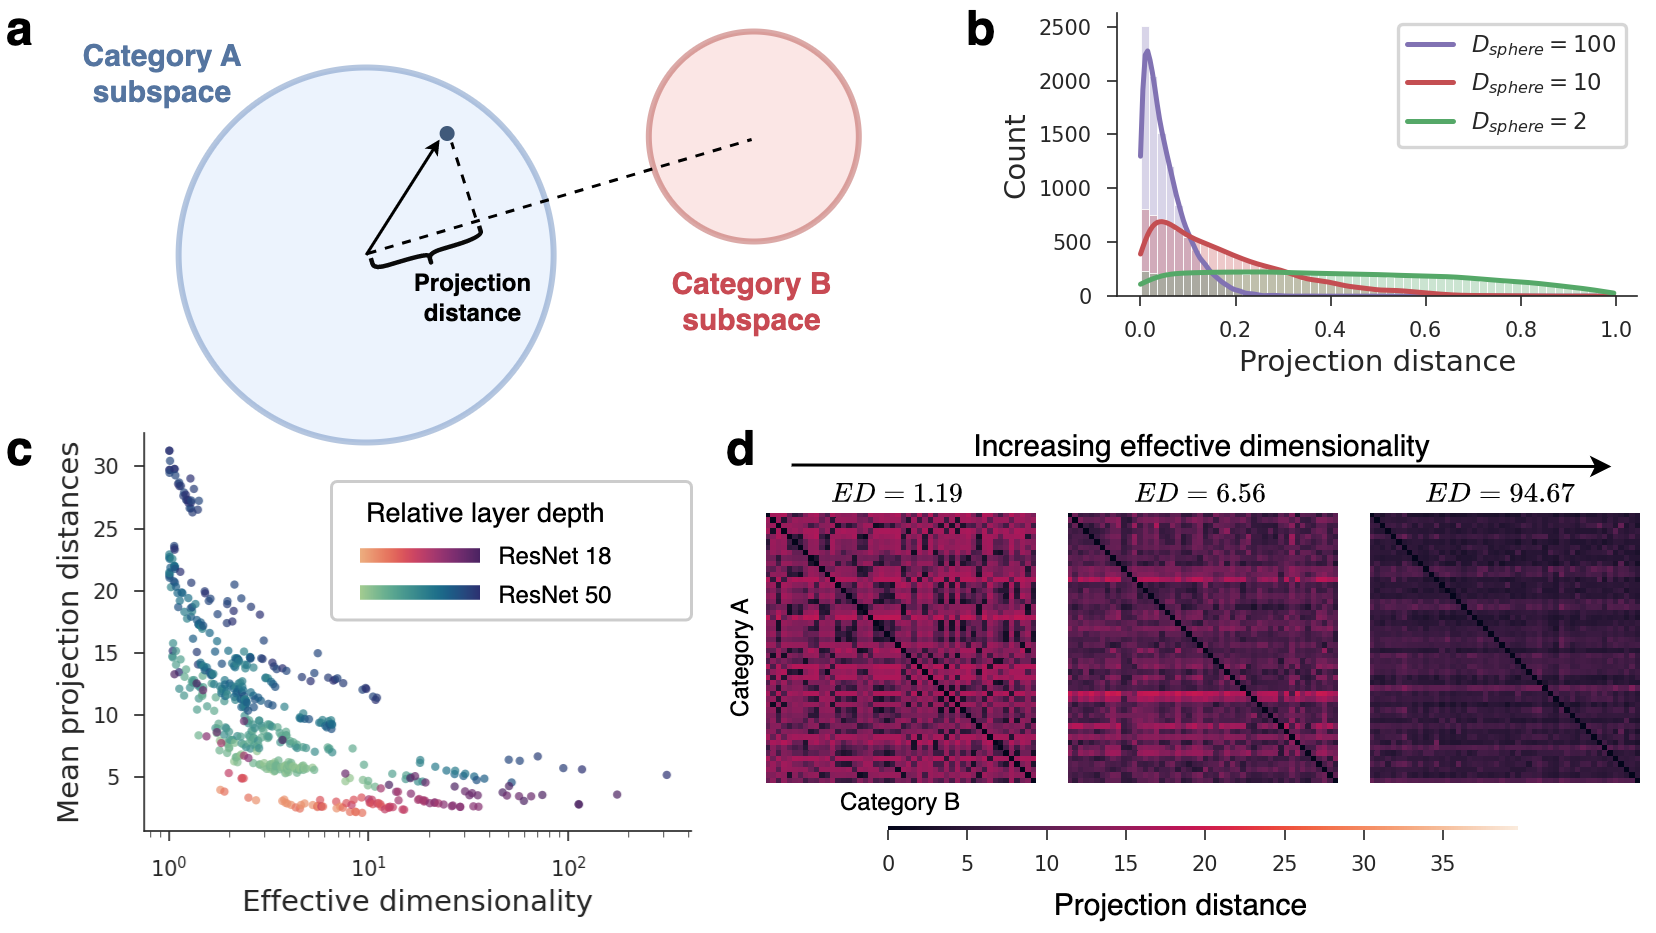 a
Category A
subspace
Projection
distance
Category B
subspace
b
2500
2000
1500
1000
500
0
Count
0.0 0.2 0.4 0.6 0.8 1.0
Projection distance
D_sphere = 100
D_sphere = 10
D_sphere = 2
c
30
25
20
15
10
5
Mean projection distances
10^0 10^1 10^2
Effective dimensionality
Relative layer depth
ResNet 18
ResNet 50
d
Increasing effective dimensionality
ED = 1.19 ED = 6.56 ED = 94.67
Category A
Category B
0 5 10 15 20 25 30 35
Projection distance